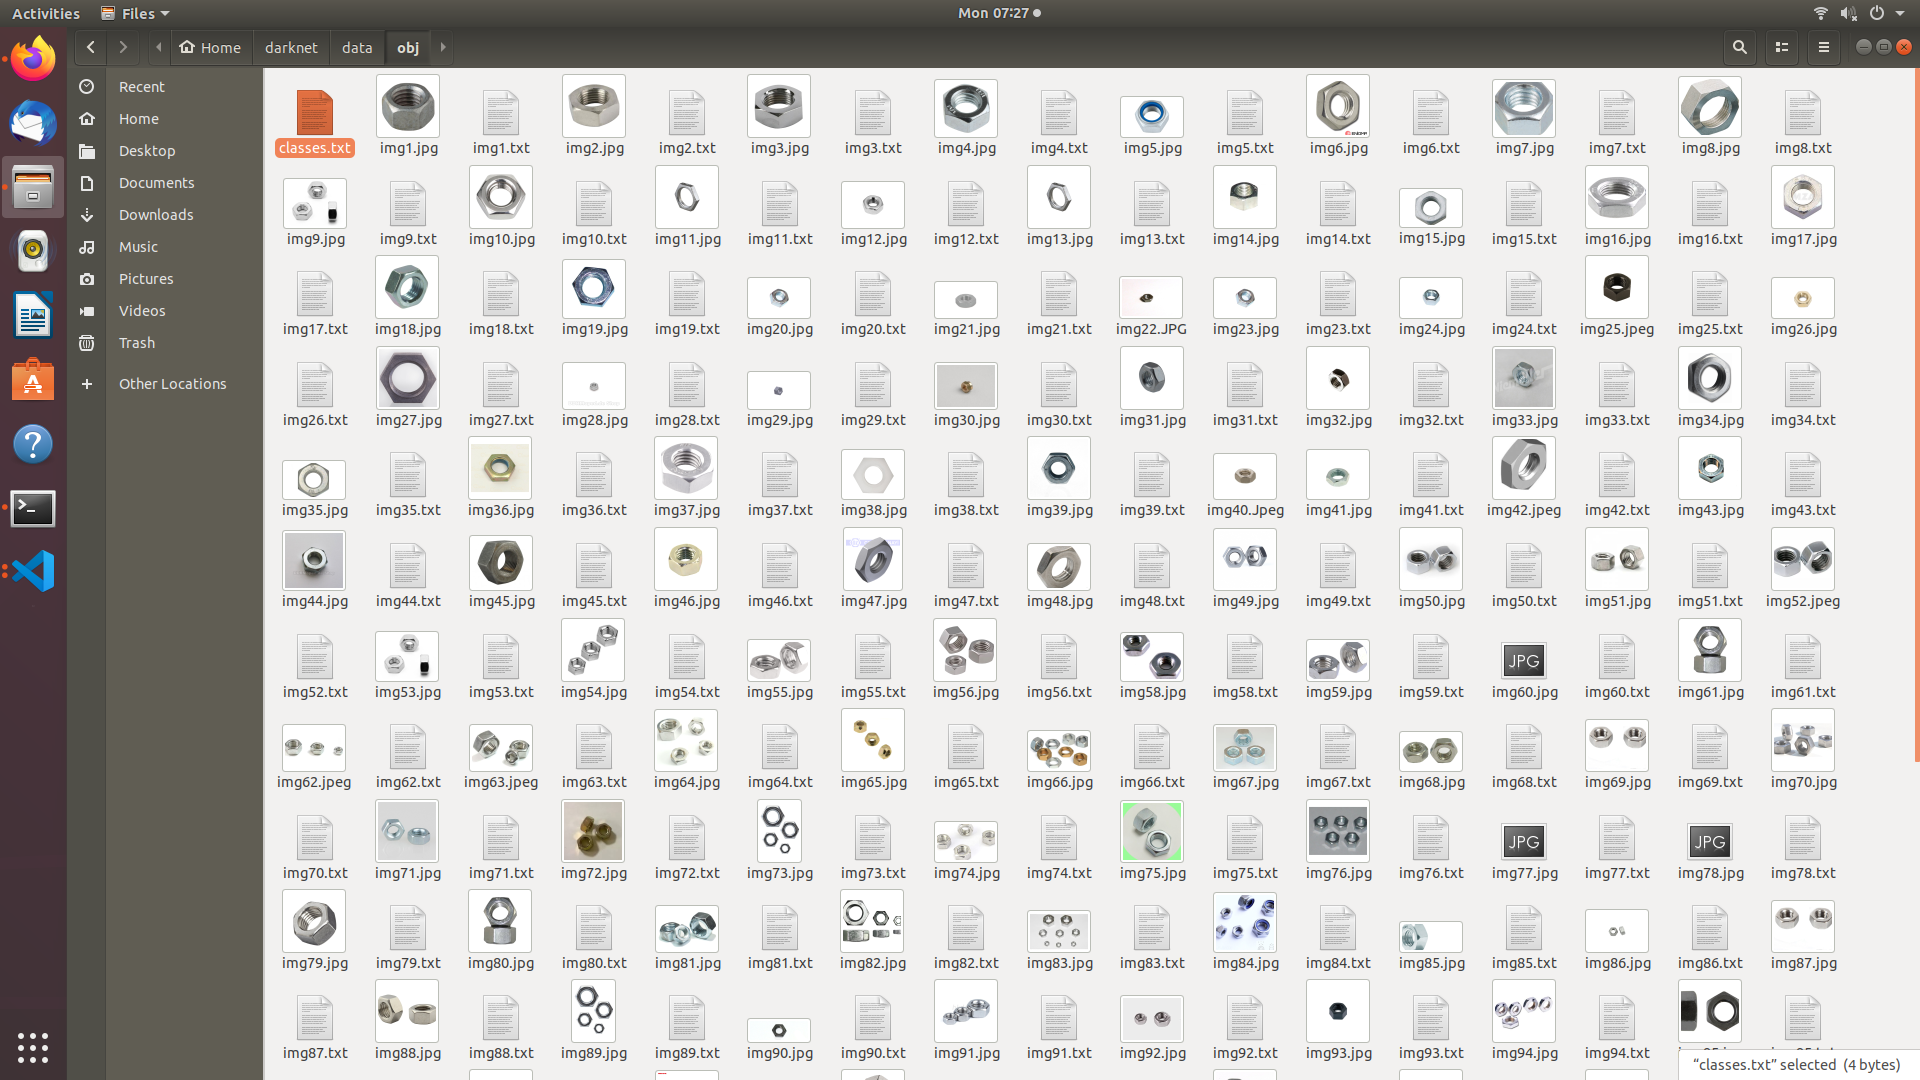 Activities Files Mon 07:27
Home darknet data obj
Recent
Home
Desktop
Documents
Downloads
Music
Pictures
Videos
Trash
Other Locations
classes.txt img1.jpg img1.txt img2.jpg img2.txt img3.jpg img3.txt img4.jpg img4.txt img5.jpg img5.txt img6.jpg img6.txt img7.jpg img7.txt img8.jpg img8.txt
img9.jpg img9.txt img10.jpg img10.txt img11.jpg img11.txt img12.jpg img12.txt img13.jpg img13.txt img14.jpg img14.txt img15.jpg img15.txt img16.jpg img16.txt img17.jpg
img17.txt img18.jpg img18.txt img19.jpg img19.txt img20.jpg img20.txt img21.jpg img21.txt img22.JPG img23.jpg img23.txt img24.jpg img24.txt img25.jpeg img25.txt img26.jpg
img26.txt img27.jpg img27.txt img28.jpg img28.txt img29.jpg img29.txt img30.jpg img30.txt img31.jpg img31.txt img32.jpg img32.txt img33.jpg img33.txt img34.jpg img34.txt
img35.jpg img35.txt img36.jpg img36.txt img37.jpg img37.txt img38.jpg img38.txt img39.jpg img39.txt img40.Jpeg img41.jpg img41.txt img42.jpeg img42.txt img43.jpg img43.txt
img44.jpg img44.txt img45.jpg img45.txt img46.jpg img46.txt img47.jpg img47.txt img48.jpg img48.txt img49.jpg img49.txt img50.jpg img50.txt img51.jpg img51.txt img52.jpeg
JPG
img52.txt img53.jpg img53.txt img54.jpg img54.txt img55.jpg img55.txt img56.jpg img56.txt img58.jpg img58.txt img59.jpg img59.txt img60.jpg img60.txt img61.jpg img61.txt
img62.jpeg img62.txt img63.jpeg img63.txt img64.jpg img64.txt img65.jpg img65.txt img66.jpg img66.txt img67.jpg img67.txt img68.jpg img68.txt img69.jpg img69.txt img70.jpg
JPG JPG
img70.txt img71.jpg img71.txt img72.jpg img72.txt img73.jpg img73.txt img74.jpg img74.txt img75.jpg img75.txt img76.jpg img76.txt img77.jpg img77.txt img78.jpg img78.txt
img79.jpg img79.txt img80.jpg img80.txt img81.jpg img81.txt img82.jpg img82.txt img83.jpg img83.txt img84.jpg img84.txt img85.jpg img85.txt img86.jpg img86.txt img87.jpg
img87.txt img88.jpg img88.txt img89.jpg img89.txt img90.jpg img90.txt img91.jpg img91.txt img92.jpg img92.txt img93.jpg img93.txt img94.jpg img94.txt
“classes.txt” selected (4 bytes)